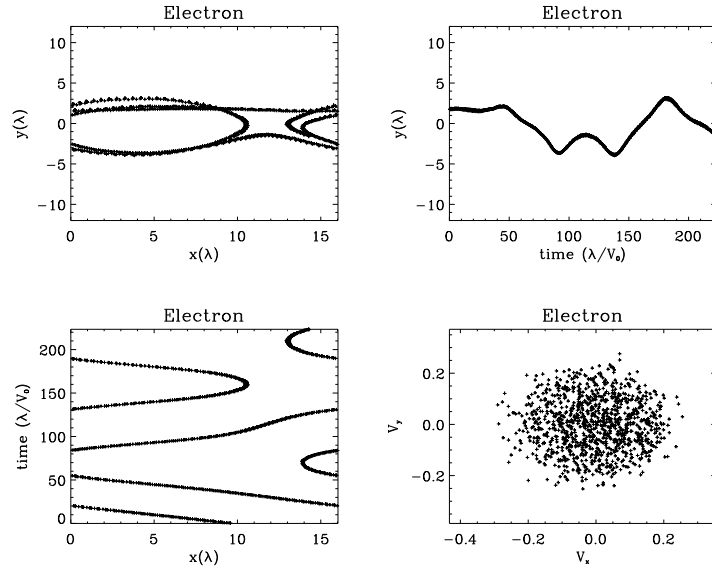 Electron
10
5
0
−5
−10
y(λ)
0 5 10 15
x(λ)
Electron
10
5
0
−5
−10
y(λ)
0 50 100 150 200
time (λ/V₀)
Electron
200
150
100
50
0
time (λ/V₀)
0 5 10 15
x(λ)
Electron
0.2
0.0
−0.2
Vᵧ
−0.4 −0.2 0.0 0.2
Vₓ